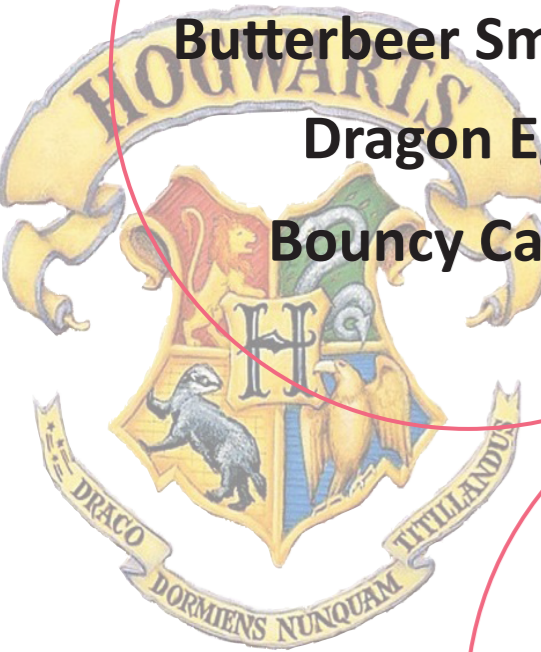 Butterbeer Sm
HOGWARTS
Dragon E
Bouncy Ca
H
DRACO
DORMIENS NUNQUAM
TITILLANDUS